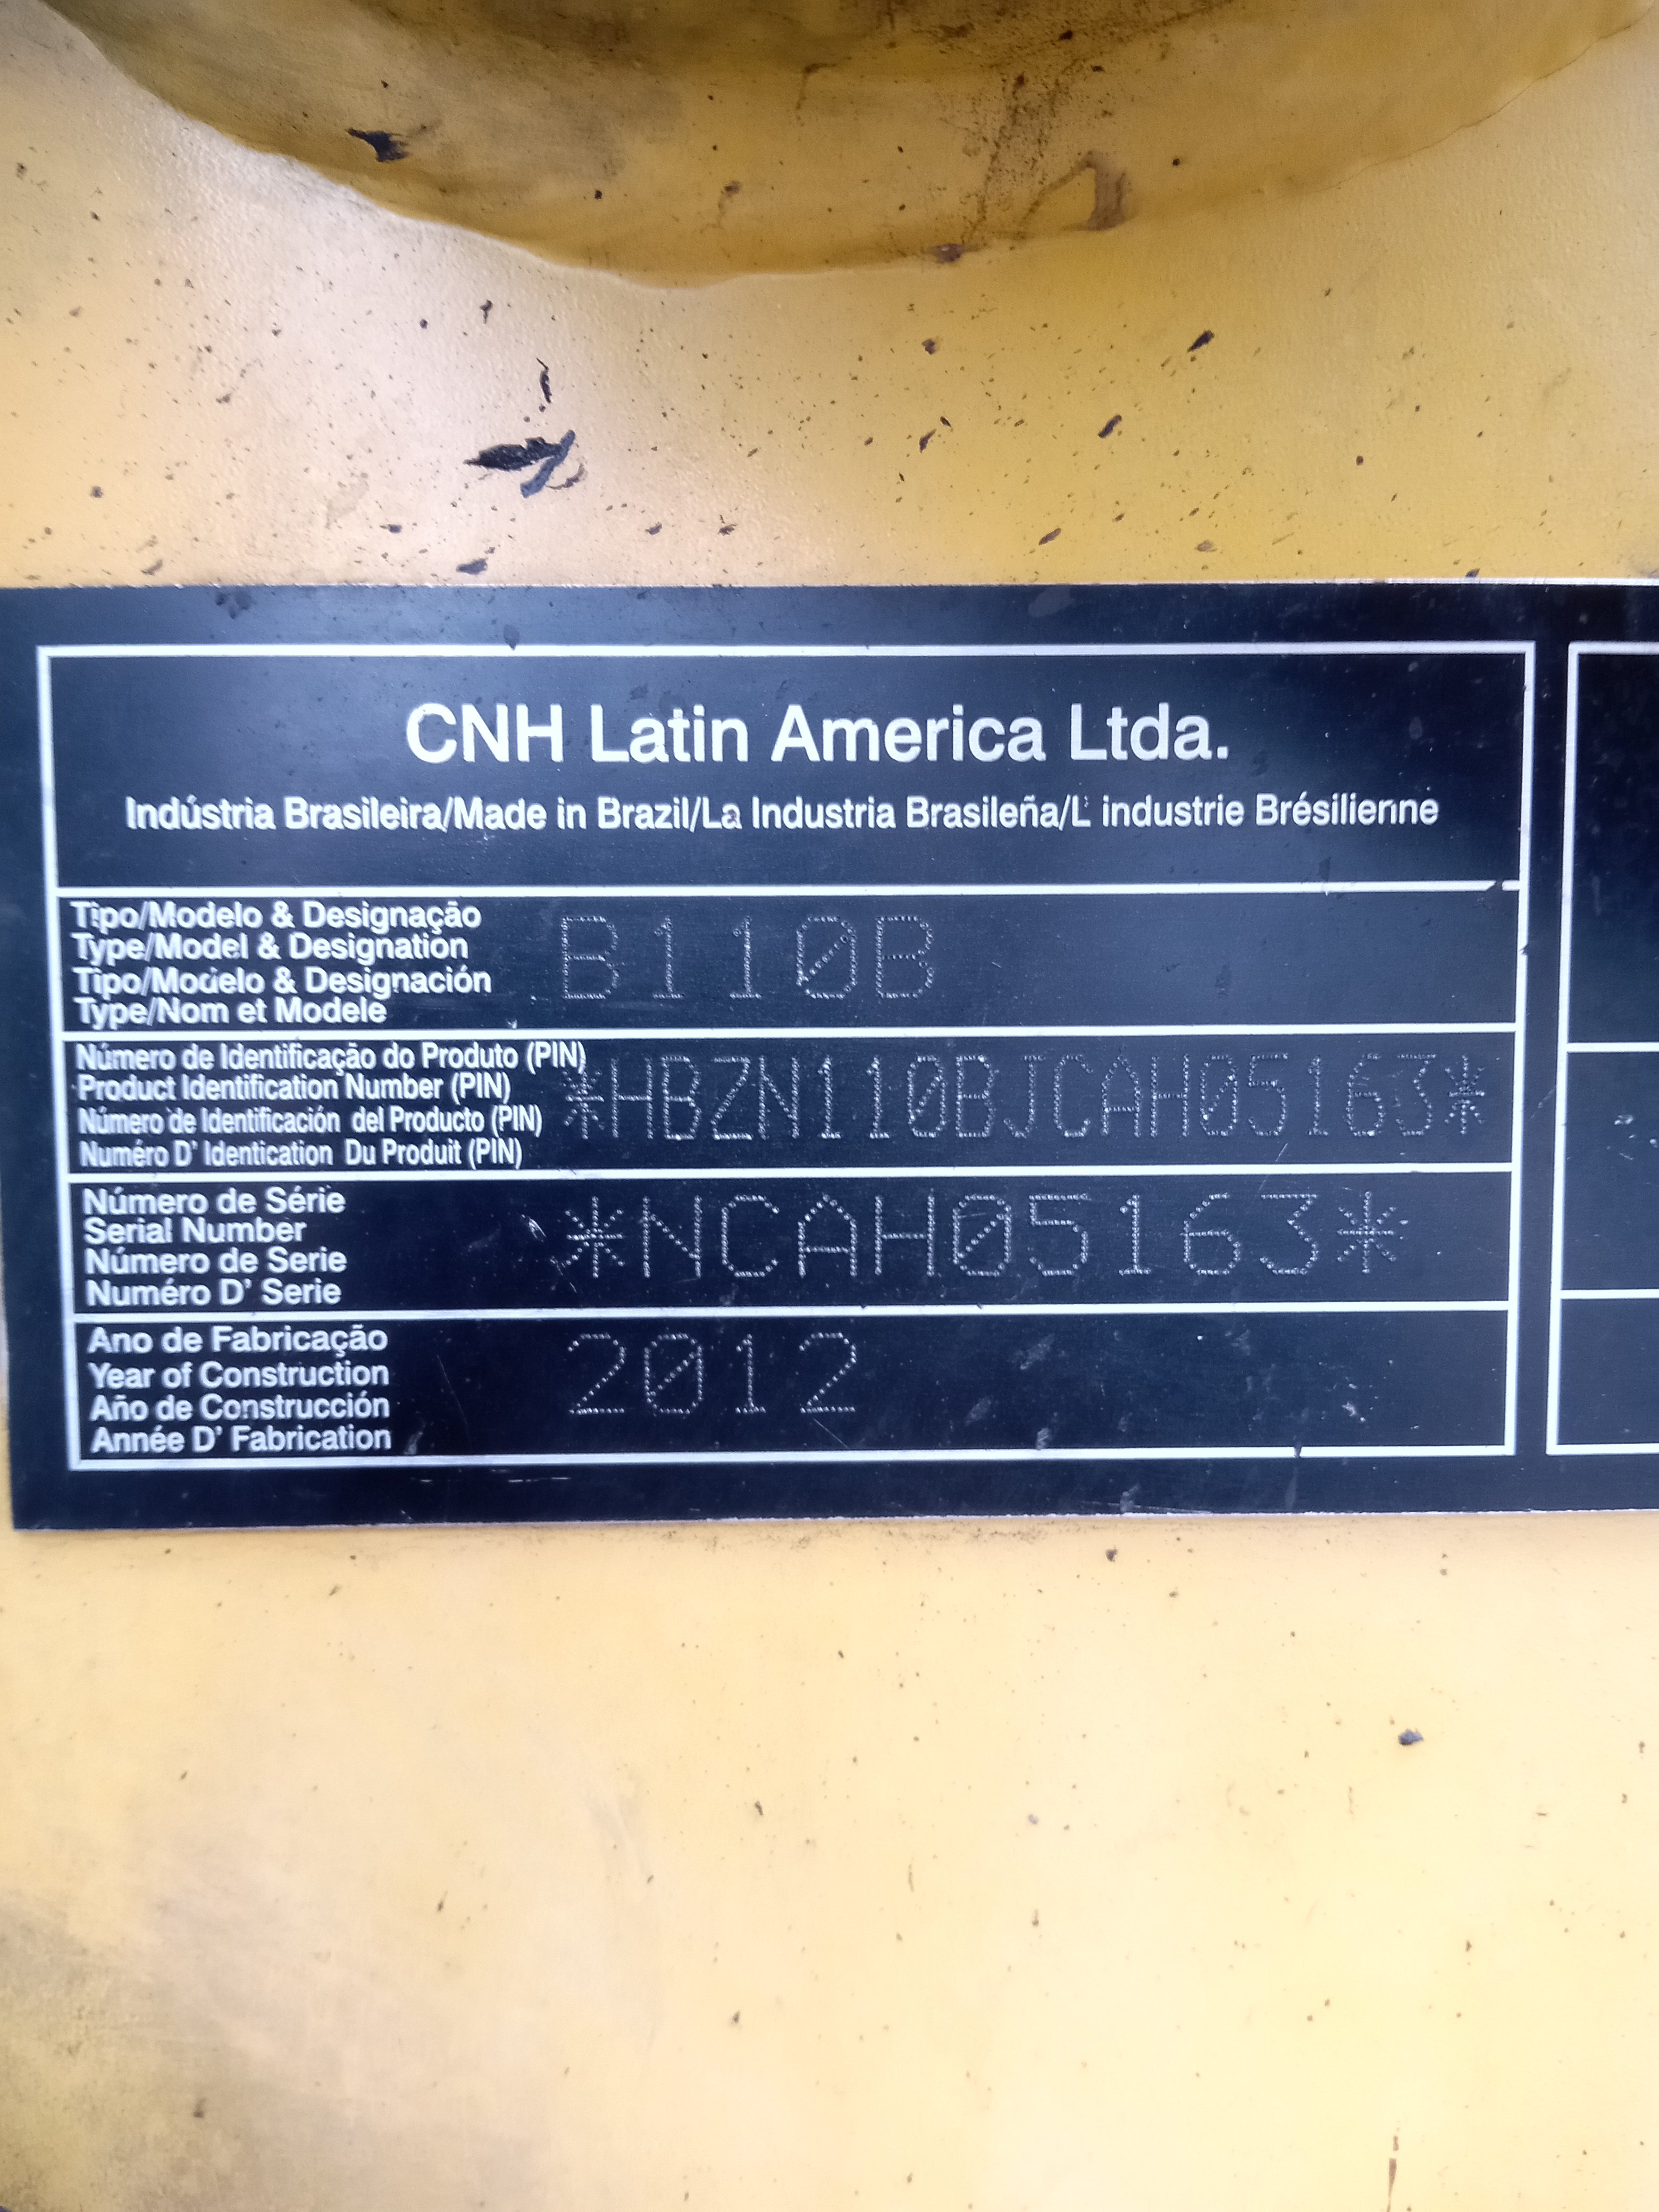 CNH Latin America Ltda.
Indústria Brasileira/Made in Brazil/La Industria Brasileña/L' industrie Brésilienne
Tipo/Modelo & Designação
Type/Model & Designation
Tipo/Modelo & Designación
Type/Nom et Modele
B110B
Número de Identificação do Produto (PIN)
Product Identification Number (PIN)
Número de Identificación del Producto (PIN)
Numéro D' Identication Du Produit (PIN)
*HBZN110BJCAH05163*
Número de Série
Serial Number
Número de Serie
Numéro D' Serie
*NCAH05163*
Ano de Fabricação
Year of Construction
Año de Construcción
Année D' Fabrication
2012